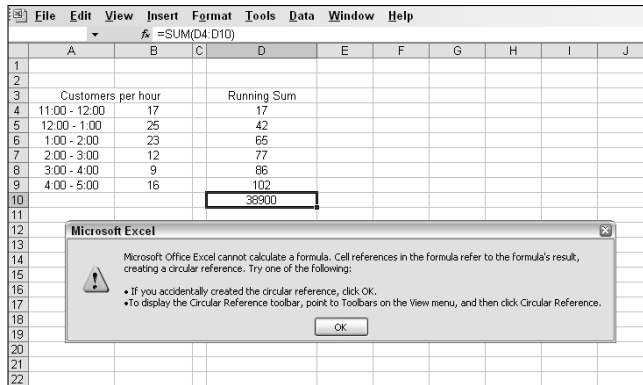 File Edit View Insert Format Tools Data Window Help
fx =SUM(D4:D10)
A B C D E F G H I J
1
2
3 Customers per hour Running Sum
4 11:00 - 12:00 17 17
5 12:00 - 1:00 25 42
6 1:00 - 2:00 23 65
7 2:00 - 3:00 12 77
8 3:00 - 4:00 9 86
9 4:00 - 5:00 16 102
10 38900
11
12 Microsoft Excel
13
14 Microsoft Office Excel cannot calculate a formula. Cell references in the formula refer to the formula's result,
15 creating a circular reference. Try one of the following:
16 • If you accidentally created the circular reference, click OK.
17 •To display the Circular Reference toolbar, point to Toolbars on the View menu, and then click Circular Reference.
18
19 OK
20
21
22